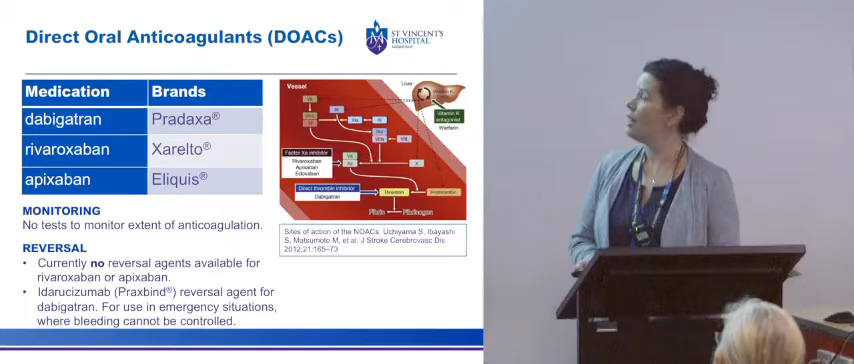 Direct Oral Anticoagulants (DOACs)
ST VINCENT'S
HOSPITAL
Medication Brands
dabigatran Pradaxa®
rivaroxaban Xarelto®
apixaban Eliquis®
MONITORING
No tests to monitor extent of anticoagulation.
REVERSAL
• Currently no reversal agents available for
rivaroxaban or apixaban.
• Idarucizumab (Praxbind®) reversal agent for
dabigatran. For use in emergency situations,
where bleeding cannot be controlled.
Vessel
Liver
Vitamin K
antagonist
Warfarin
Factor Xa inhibitor
Rivaroxaban
Apixaban
Edoxaban
Direct thrombin inhibitor
Dabigatran
Thrombin
Prothrombin
Fibrin
Fibrinogen
Sites of action of the NOACs. Uchiyama S, Ibayashi
S, Matsumoto M, et al. J Stroke Cerebrovasc Dis
2012;21:165–73